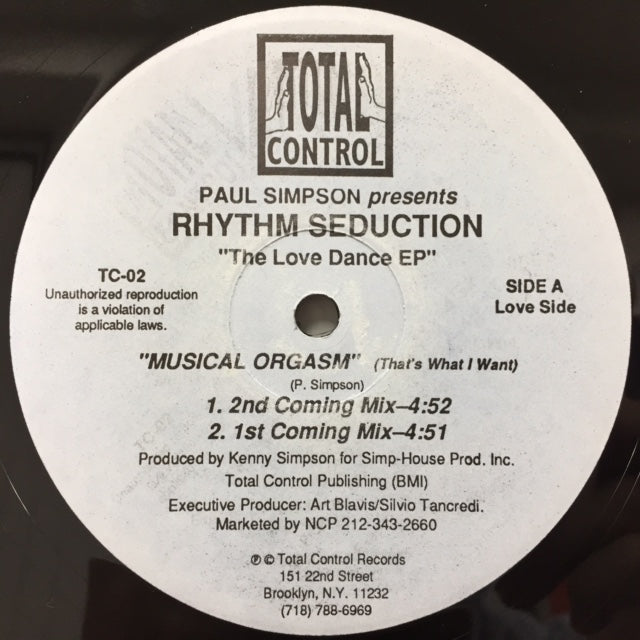 TOTAL
CONTROL
PAUL SIMPSON presents
RHYTHM SEDUCTION
"The Love Dance EP"
TC-02
Unauthorized reproduction
is a violation of
applicable laws.
SIDE A
Love Side
"MUSICAL ORGASM" (That's What I Want)
(P. Simpson)
1. 2nd Coming Mix–4:52
2. 1st Coming Mix–4:51
Produced by Kenny Simpson for Simp-House Prod. Inc.
Total Control Publishing (BMI)
Executive Producer: Art Blavis/Silvio Tancredi.
Marketed by NCP 212-343-2660
℗ © Total Control Records
151 22nd Street
Brooklyn, N.Y. 11232
(718) 788-6969